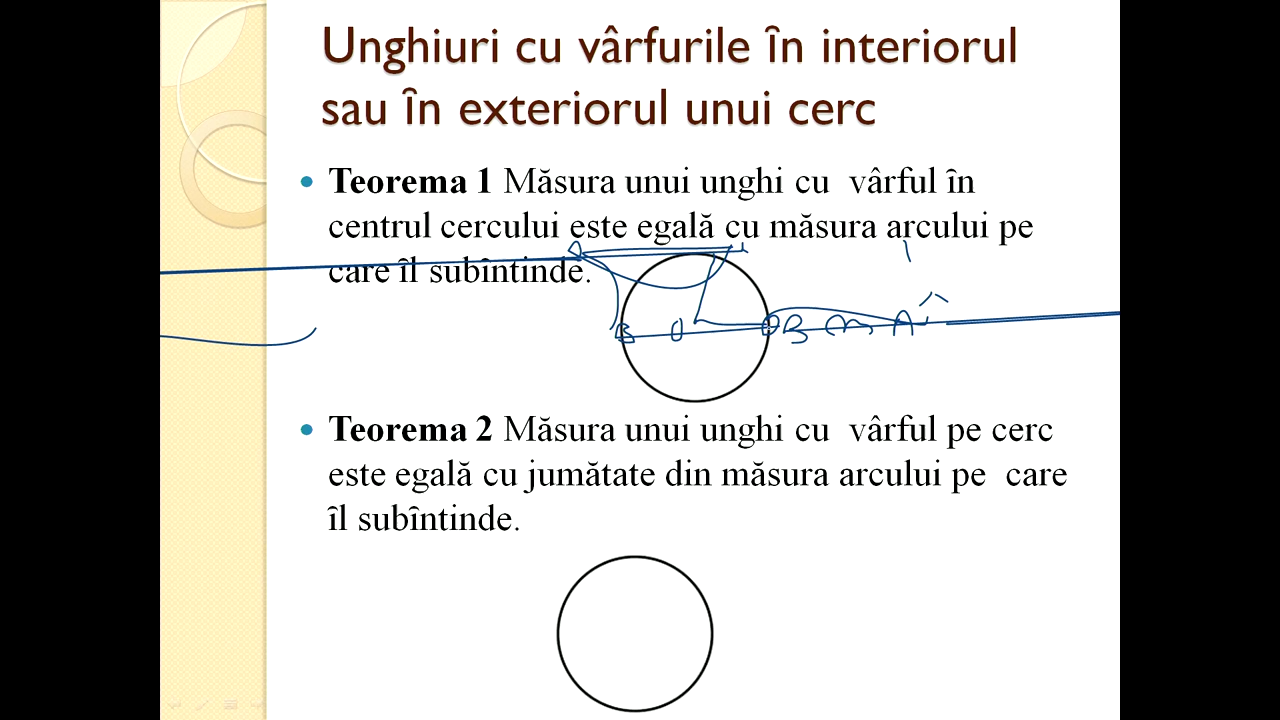 Unghiuri cu vârfurile în interiorul
sau în exteriorul unui cerc
Teorema 1 Măsura unui unghi cu vârful în
centrul cercului este egală cu măsura arcului pe
care îl subîntinde.
B O B m A
Teorema 2 Măsura unui unghi cu vârful pe cerc
este egală cu jumătate din măsura arcului pe care
îl subîntinde.